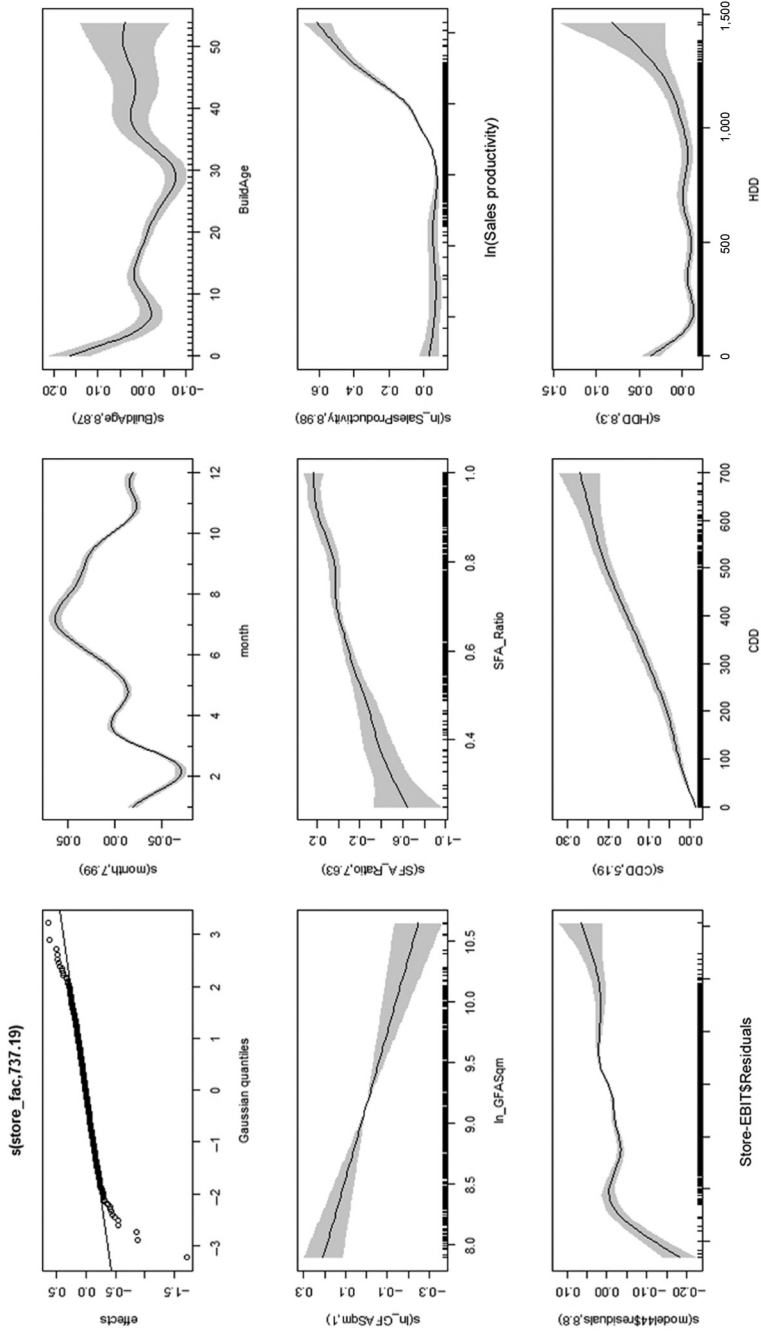 s(store_fac,737.19)
effects
0.5
0.0
−0.5
−1.5
−3 −2 −1 0 1 2 3
Gaussian quantiles
s(month,7.99)
0.05
0.00
−0.05
2 4 6 8 10 12
month
s(BuildAge,8.87)
0.20
0.10
0.00
−0.10
0 10 20 30 40 50
BuildAge
s(ln_GFASqm,1)
0.3
0.1
0.1
−0.3
8.0 8.5 9.0 9.5 10.0 10.5
ln_GFASqm
s(SFA_Ratio,7.63)
0.2
−0.2
−0.6
−1.0
0.4 0.6 0.8 1.0
SFA_Ratio
s(ln_SalesProductivity,8.98)
0.6
0.4
0.2
0.0
ln(Sales productivity)
s(model44$residuals,8.8)
0.10
0.00
−0.10
−0.20
Store-EBIT$Residuals
s(CDD,5.19)
0.30
0.20
0.10
0.00
0 100 200 300 400 500 600 700
CDD
s(HDD,8.3)
0.15
0.10
0.05
0.00
0 500 1,000 1,500
HDD